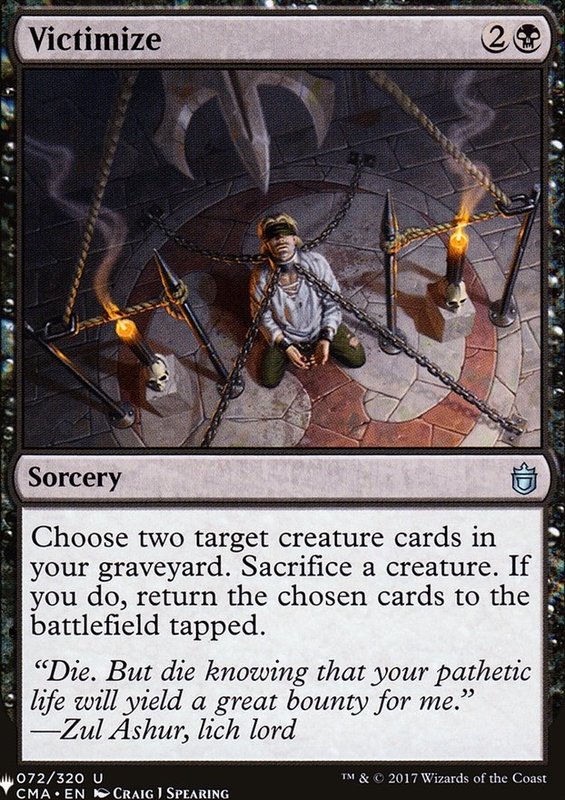 Victimize 2
Sorcery
Choose two target creature cards in
your graveyard. Sacrifice a creature. If
you do, return the chosen cards to the
battlefield tapped.
“Die. But die knowing that your pathetic
life will yield a great bounty for me.”
—Zul Ashur, lich lord
072/320 U
CMA • EN Craig J Spearing
™ & © 2017 Wizards of the Coast